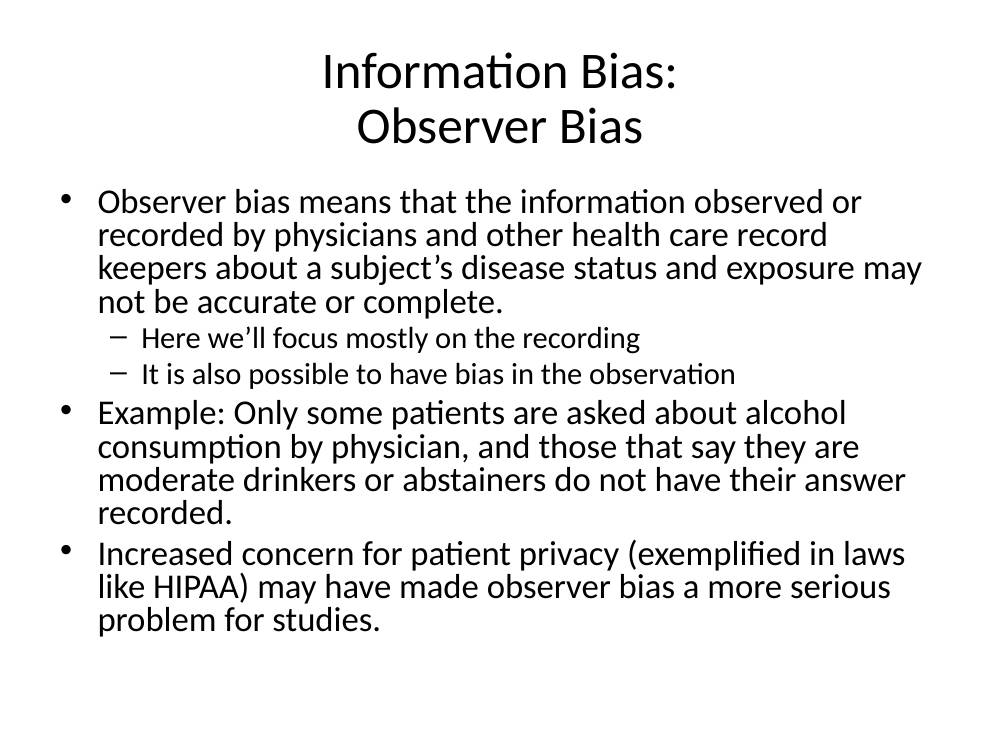 Information Bias:
Observer Bias
• Observer bias means that the information observed or
recorded by physicians and other health care record
keepers about a subject’s disease status and exposure may
not be accurate or complete.
– Here we’ll focus mostly on the recording
– It is also possible to have bias in the observation
• Example: Only some patients are asked about alcohol
consumption by physician, and those that say they are
moderate drinkers or abstainers do not have their answer
recorded.
• Increased concern for patient privacy (exemplified in laws
like HIPAA) may have made observer bias a more serious
problem for studies.